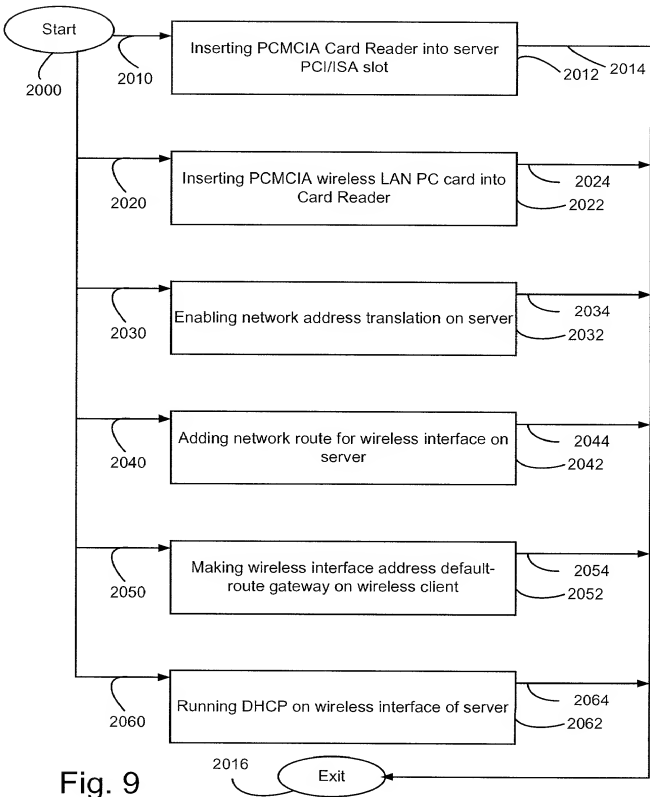 Start
2000
2010
Inserting PCMCIA Card Reader into server
PCI/ISA slot
2012
2014
2020
Inserting PCMCIA wireless LAN PC card into
Card Reader
2024
2022
2030
Enabling network address translation on server
2034
2032
2040
Adding network route for wireless interface on
server
2044
2042
2050
Making wireless interface address default-
route gateway on wireless client
2054
2052
2060
Running DHCP on wireless interface of server
2064
2062
Fig. 9
2016
Exit